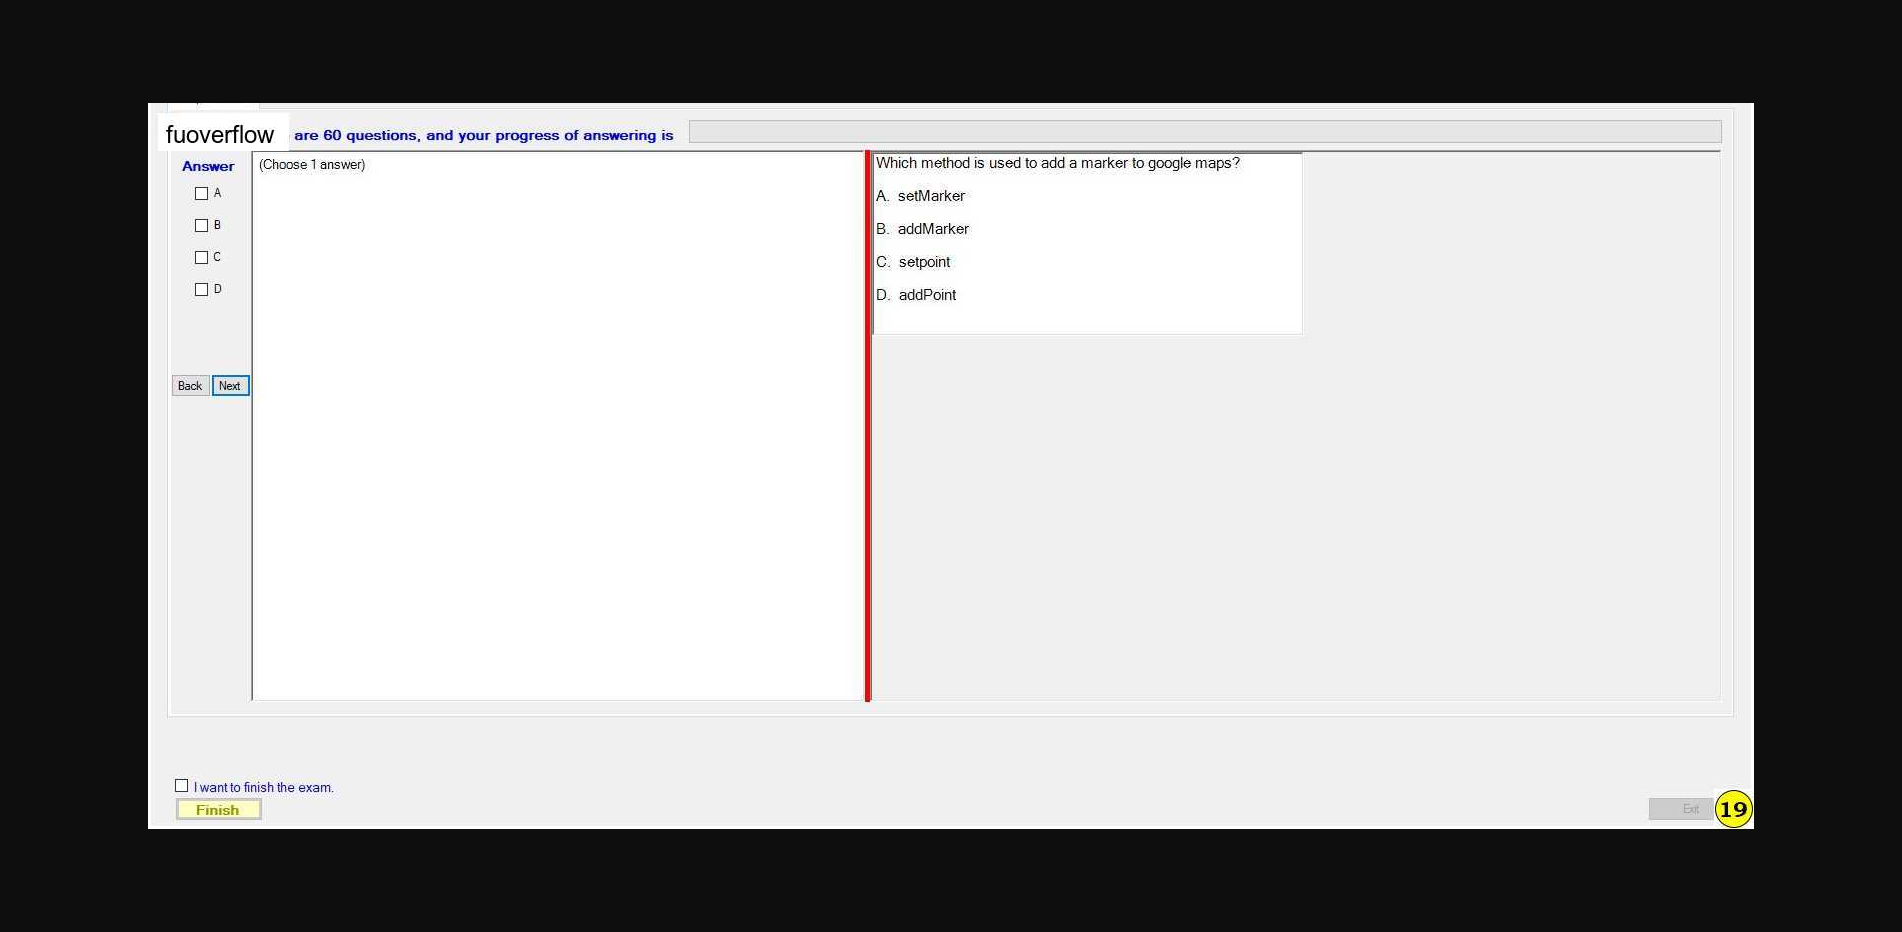 fuoverflow are 60 questions, and your progress of answering is
Answer
A
B
C
D
Back Next
(Choose 1 answer)
Which method is used to add a marker to google maps?
A. setMarker
B. addMarker
C. setpoint
D. addPoint
I want to finish the exam.
Finish
Exit
19